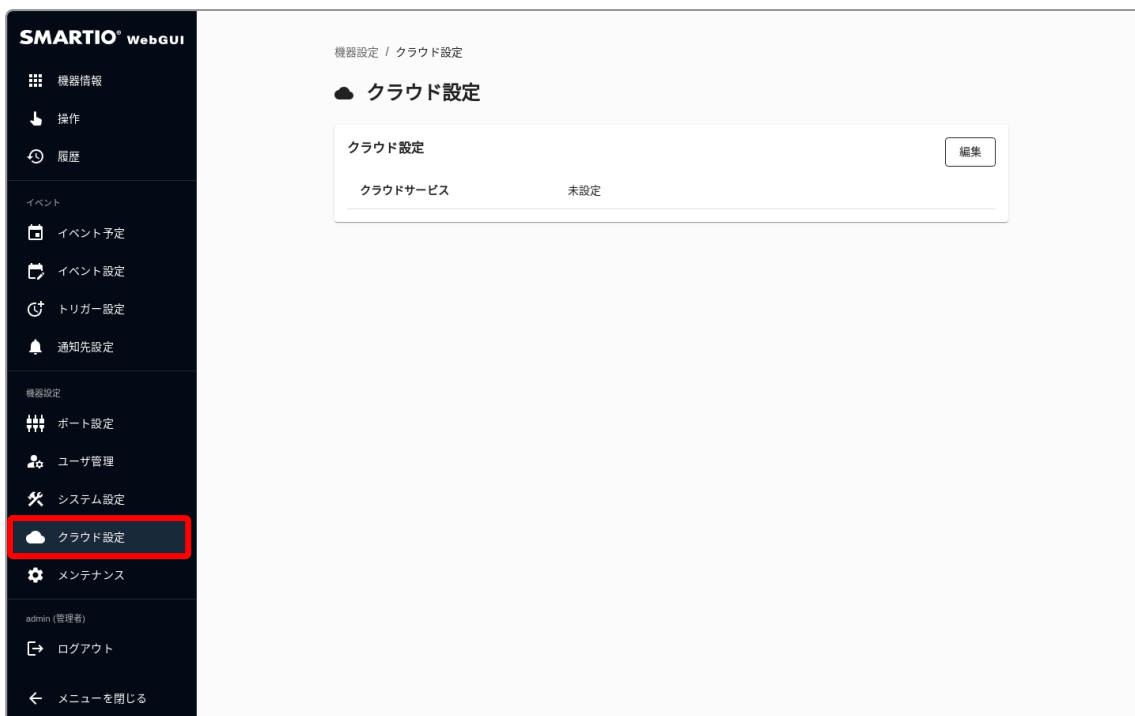 SMARTIO® WebGUI
機器情報
操作
履歴
イベント
イベント予定
イベント設定
トリガー設定
通知先設定
機器設定
ポート設定
ユーザ管理
システム設定
クラウド設定
メンテナンス
admin (管理者)
ログアウト
メニューを閉じる
機器設定 / クラウド設定
クラウド設定
クラウド設定
編集
クラウドサービス 未設定